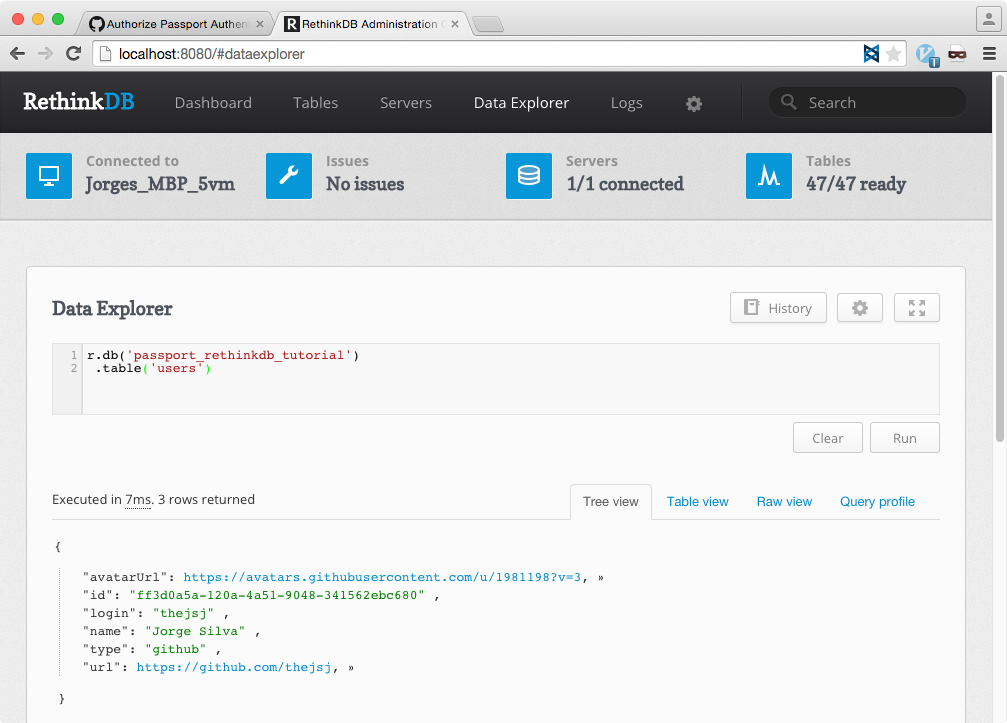 Authorize Passport Authen
RethinkDB Administration C
localhost:8080/#dataexplorer
RethinkDB Dashboard Tables Servers Data Explorer Logs Search
Connected to Issues Servers Tables
Jorges_MBP_5vm No issues 1/1 connected 47/47 ready
Data Explorer History
1 r.db('passport_rethinkdb_tutorial')
2 .table('users')
Clear Run
Executed in 7ms. 3 rows returned Tree view Table view Raw view Query profile
{
"avatarUrl": https://avatars.githubusercontent.com/u/1981198?v=3, »
"id": "ff3d0a5a-120a-4a51-9048-341562ebc680" ,
"login": "thejsj" ,
"name": "Jorge Silva" ,
"type": "github" ,
"url": https://github.com/thejsj, »
}